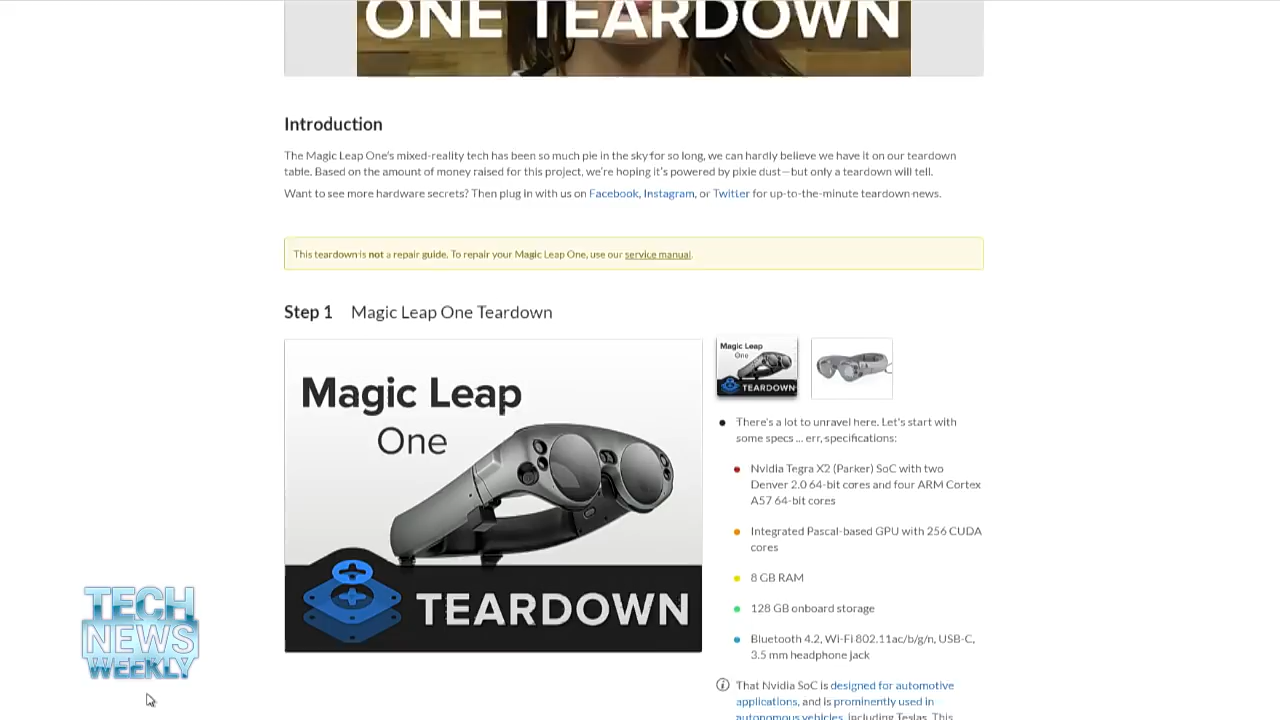 ONE TEARDOWN
Introduction
The Magic Leap One's mixed-reality tech has been so much pie in the sky for so long, we can hardly believe we have it on our teardown
table. Based on the amount of money raised for this project, we're hoping it's powered by pixie dust—but only a teardown will tell.
Want to see more hardware secrets? Then plug in with us on Facebook, Instagram, or Twitter for up-to-the-minute teardown news.
This teardown is not a repair guide. To repair your Magic Leap One, use our service manual.
Step 1 Magic Leap One Teardown
Magic Leap
One
TEARDOWN
Magic Leap
One
TEARDOWN
There's a lot to unravel here. Let's start with
some specs ... err, specifications:
Nvidia Tegra X2 (Parker) SoC with two
Denver 2.0 64-bit cores and four ARM Cortex
A57 64-bit cores
Integrated Pascal-based GPU with 256 CUDA
cores
8 GB RAM
128 GB onboard storage
Bluetooth 4.2, Wi-Fi 802.11ac/b/g/n, USB-C,
3.5 mm headphone jack
That Nvidia SoC is designed for automotive
applications, and is prominently used in
autonomous vehicles, including Teslas. This
TECH
NEWS
WEEKLY